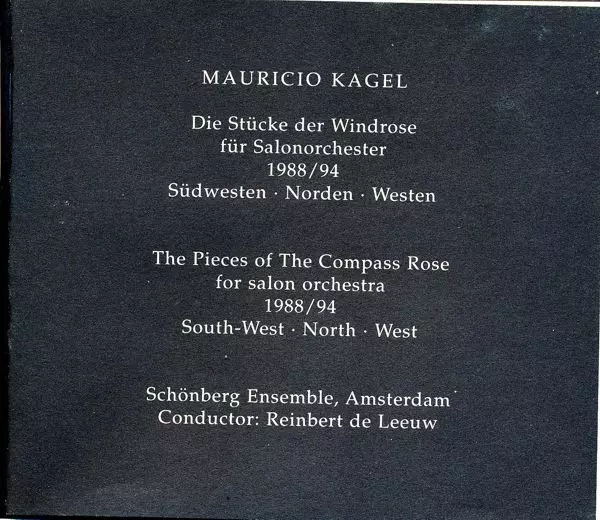 MAURICIO KAGEL
Die Stücke der Windrose
für Salonorchester
1988/94
Südwesten · Norden · Westen
The Pieces of The Compass Rose
for salon orchestra
1988/94
South-West · North · West
Schönberg Ensemble, Amsterdam
Conductor: Reinbert de Leeuw